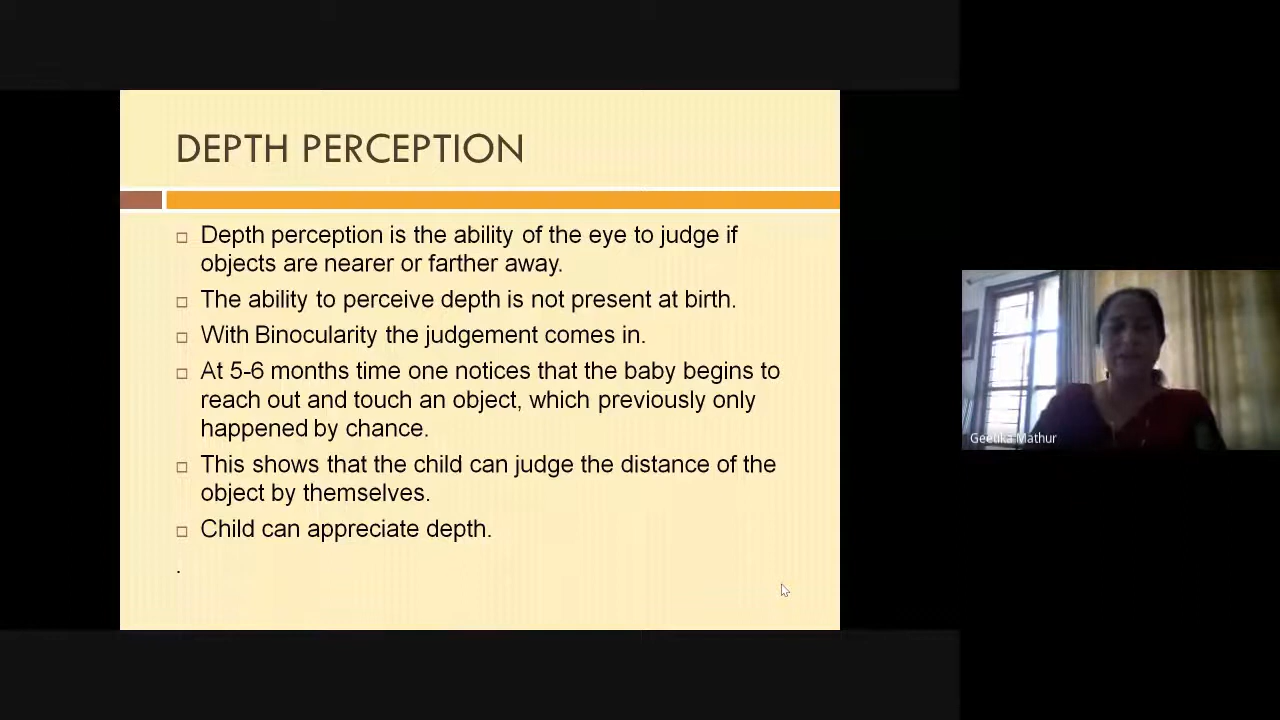 DEPTH PERCEPTION
Depth perception is the ability of the eye to judge if
objects are nearer or farther away.
The ability to perceive depth is not present at birth.
With Binocularity the judgement comes in.
At 5-6 months time one notices that the baby begins to
reach out and touch an object, which previously only
happened by chance.
This shows that the child can judge the distance of the
object by themselves.
Child can appreciate depth.
.
Geetika Mathur